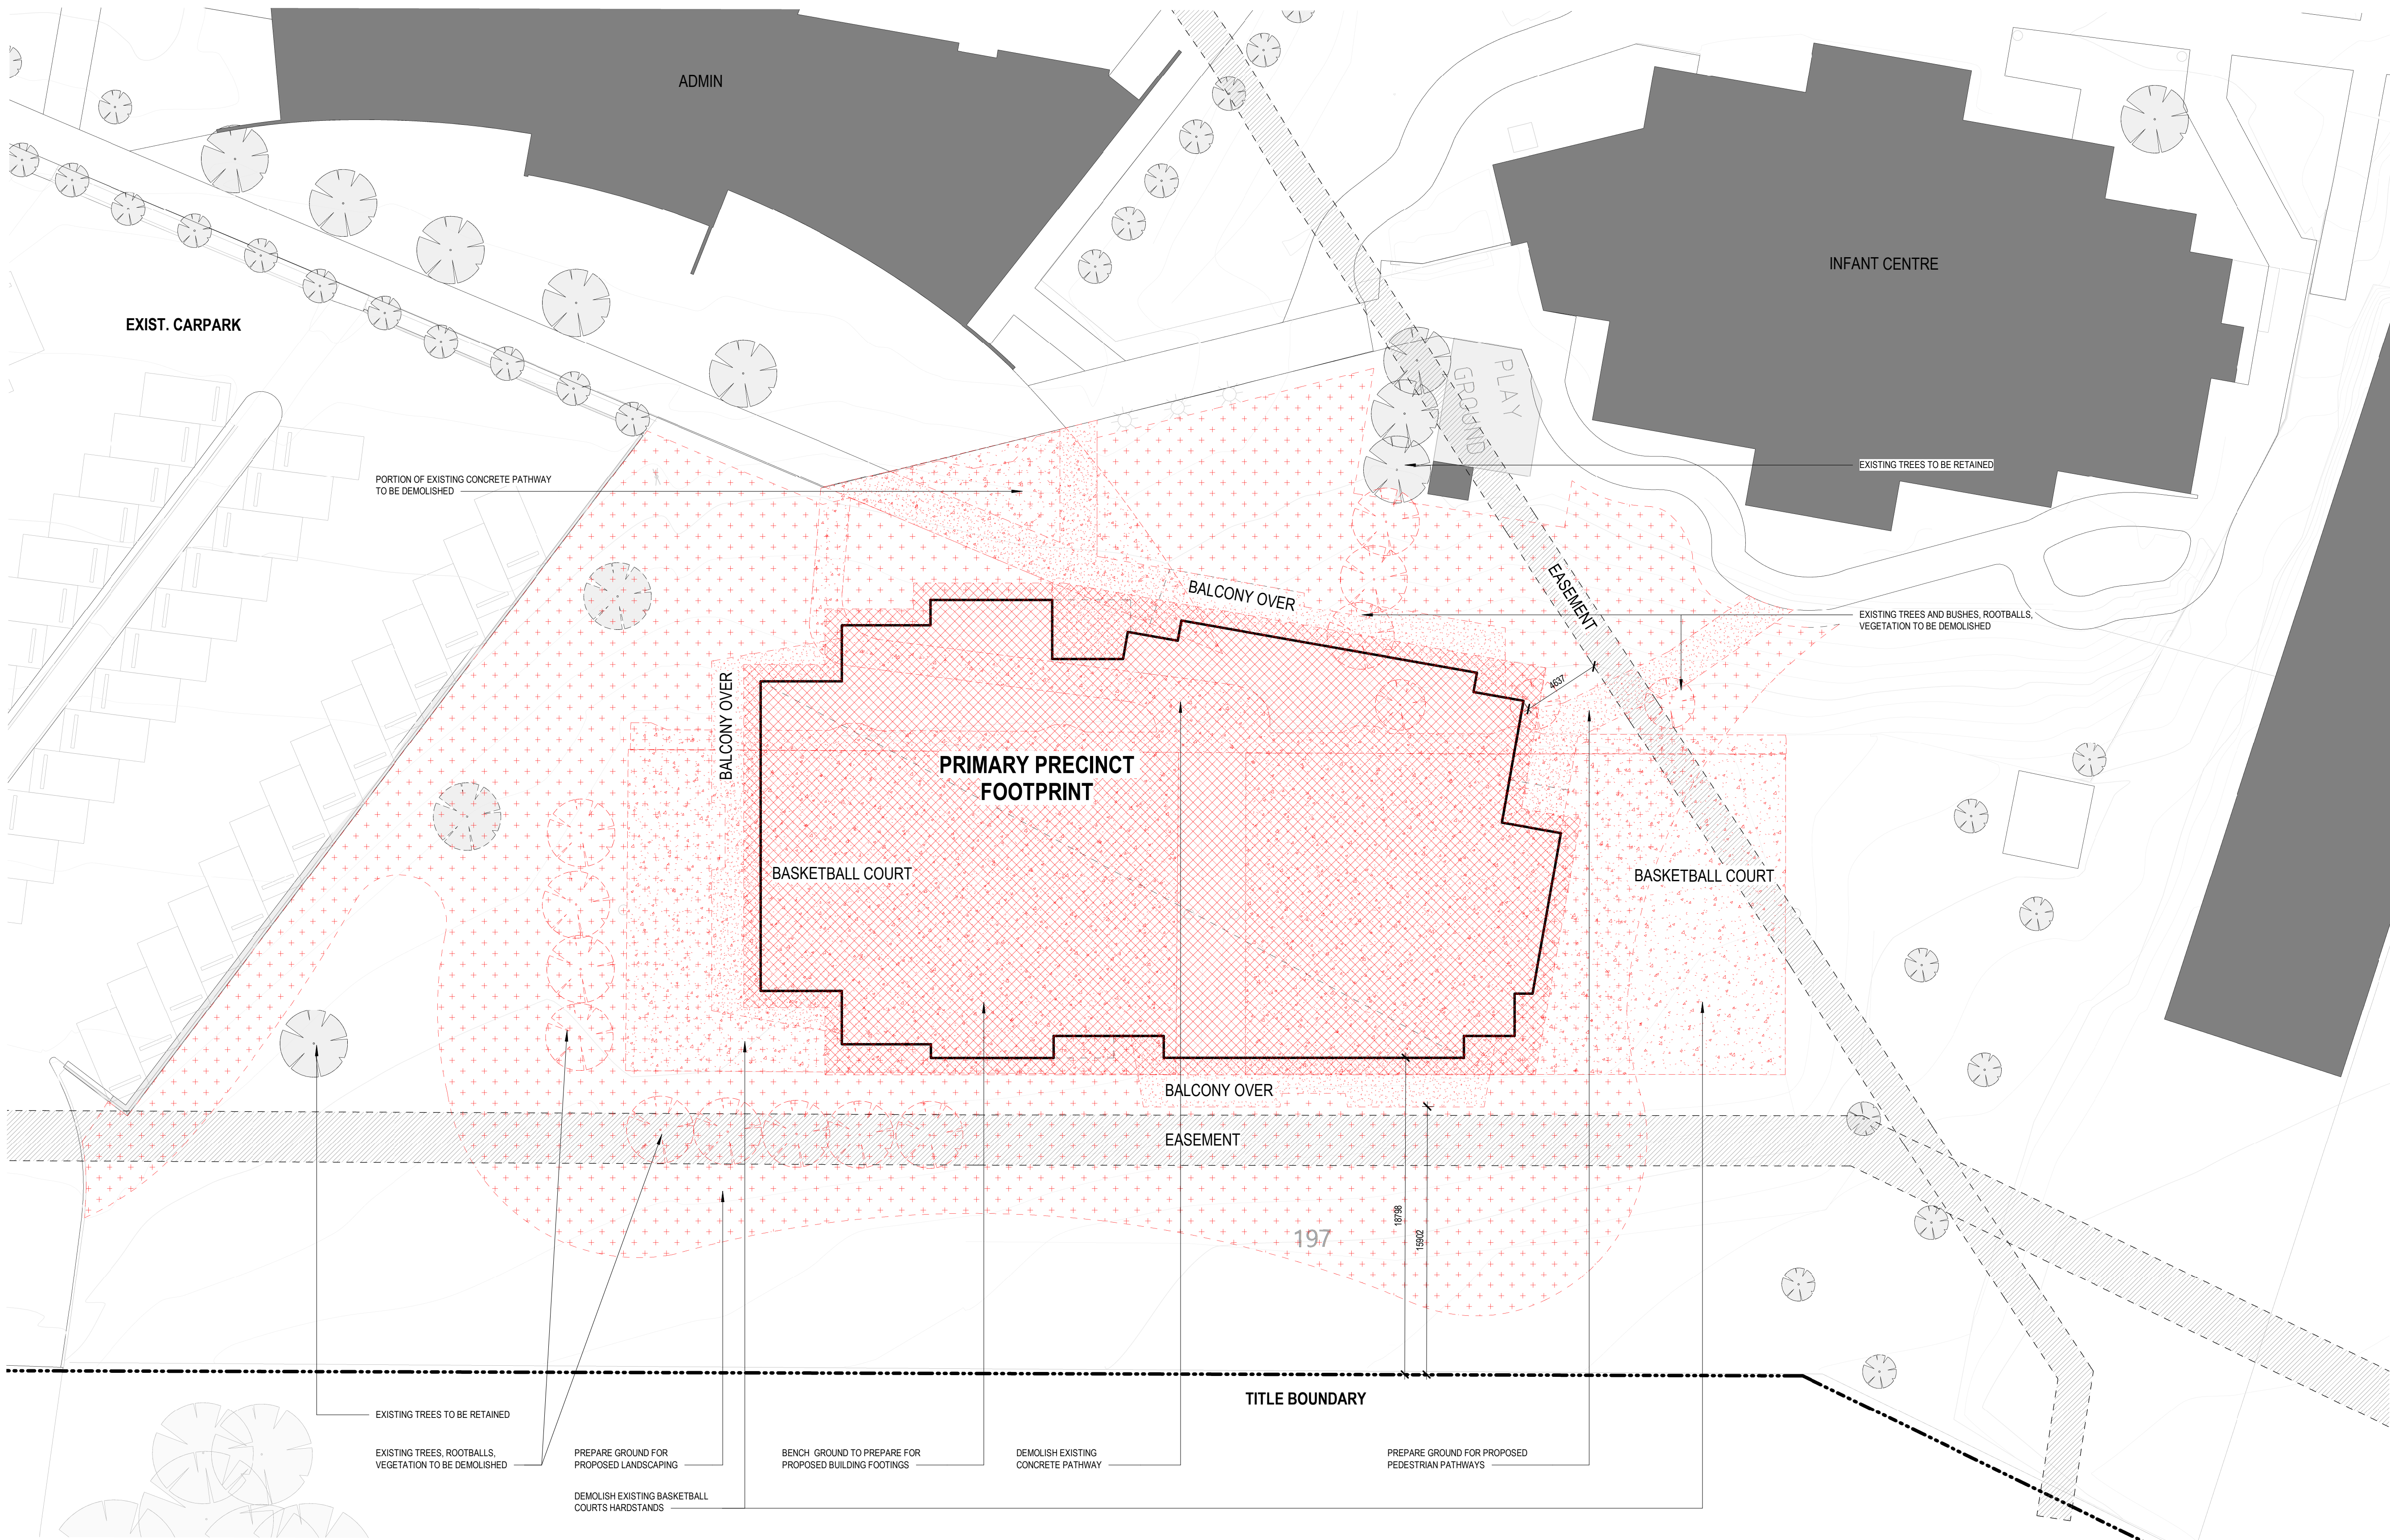 ADMIN
INFANT CENTRE
EXIST. CARPARK
PLAY
GROUND
PORTION OF EXISTING CONCRETE PATHWAY
TO BE DEMOLISHED
EXISTING TREES TO BE RETAINED
BALCONY OVER
EASEMENT
EXISTING TREES AND BUSHES, ROOTBALLS,
VEGETATION TO BE DEMOLISHED
4637
BALCONY OVER
PRIMARY PRECINCT
FOOTPRINT
BASKETBALL COURT
BASKETBALL COURT
BALCONY OVER
EASEMENT
18798
15902
197
TITLE BOUNDARY
EXISTING TREES TO BE RETAINED
EXISTING TREES, ROOTBALLS,
VEGETATION TO BE DEMOLISHED
PREPARE GROUND FOR
PROPOSED LANDSCAPING
BENCH GROUND TO PREPARE FOR
PROPOSED BUILDING FOOTINGS
DEMOLISH EXISTING
CONCRETE PATHWAY
PREPARE GROUND FOR PROPOSED
PEDESTRIAN PATHWAYS
DEMOLISH EXISTING BASKETBALL
COURTS HARDSTANDS